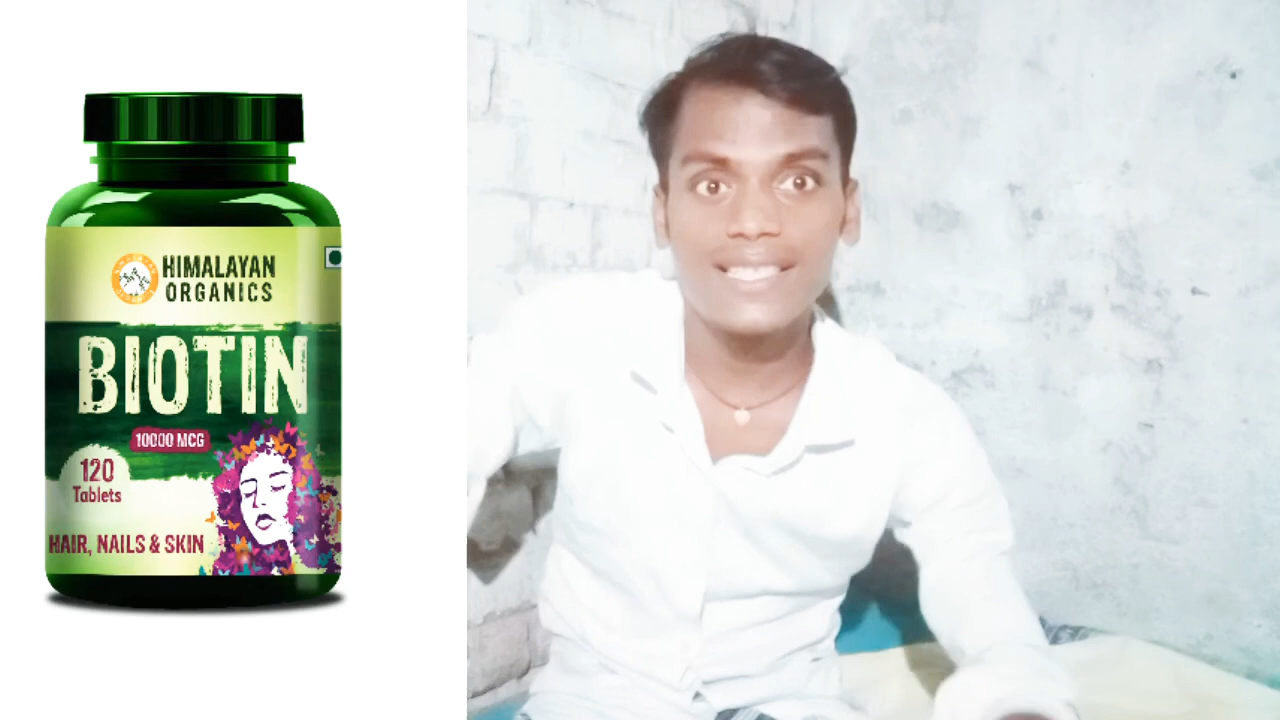 HIMALAYAN
ORGANICS
BIOTIN
10000 MCG
120
Tablets
HAIR, NAILS & SKIN